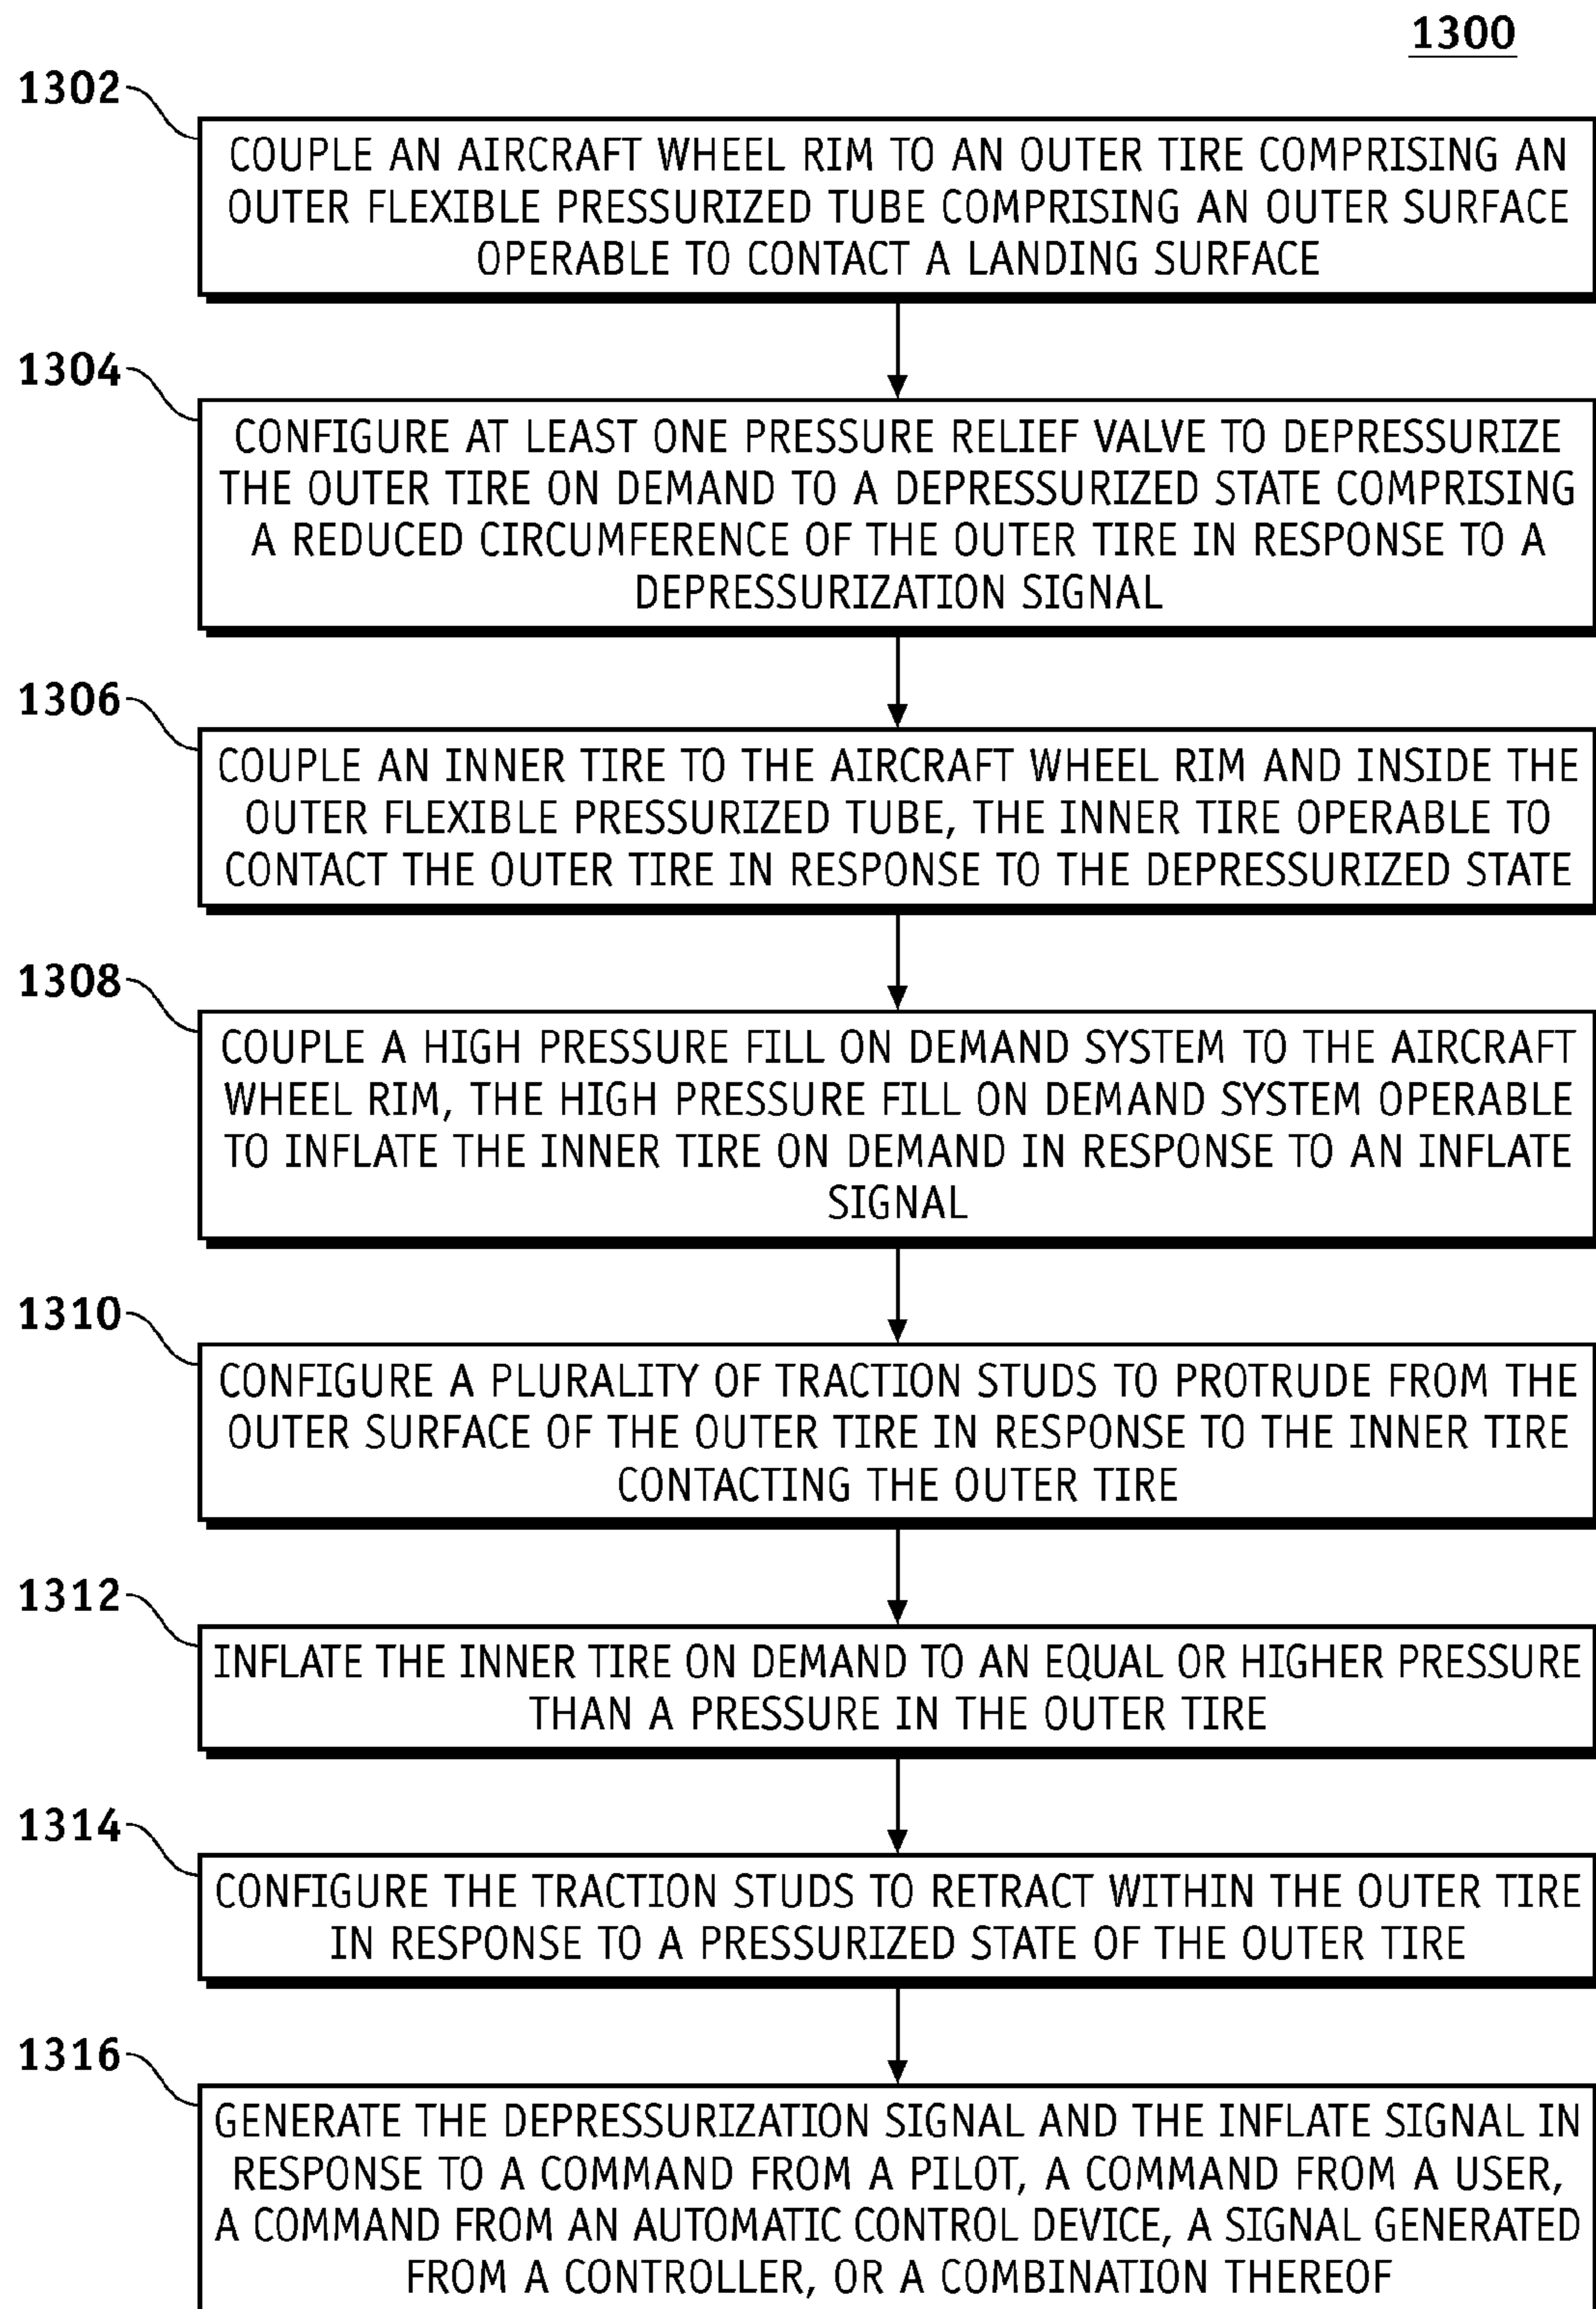 1300
1302
COUPLE AN AIRCRAFT WHEEL RIM TO AN OUTER TIRE COMPRISING AN
OUTER FLEXIBLE PRESSURIZED TUBE COMPRISING AN OUTER SURFACE
OPERABLE TO CONTACT A LANDING SURFACE
1304
CONFIGURE AT LEAST ONE PRESSURE RELIEF VALVE TO DEPRESSURIZE
THE OUTER TIRE ON DEMAND TO A DEPRESSURIZED STATE COMPRISING
A REDUCED CIRCUMFERENCE OF THE OUTER TIRE IN RESPONSE TO A
DEPRESSURIZATION SIGNAL
1306
COUPLE AN INNER TIRE TO THE AIRCRAFT WHEEL RIM AND INSIDE THE
OUTER FLEXIBLE PRESSURIZED TUBE, THE INNER TIRE OPERABLE TO
CONTACT THE OUTER TIRE IN RESPONSE TO THE DEPRESSURIZED STATE
1308
COUPLE A HIGH PRESSURE FILL ON DEMAND SYSTEM TO THE AIRCRAFT
WHEEL RIM, THE HIGH PRESSURE FILL ON DEMAND SYSTEM OPERABLE
TO INFLATE THE INNER TIRE ON DEMAND IN RESPONSE TO AN INFLATE
SIGNAL
1310
CONFIGURE A PLURALITY OF TRACTION STUDS TO PROTRUDE FROM THE
OUTER SURFACE OF THE OUTER TIRE IN RESPONSE TO THE INNER TIRE
CONTACTING THE OUTER TIRE
1312
INFLATE THE INNER TIRE ON DEMAND TO AN EQUAL OR HIGHER PRESSURE
THAN A PRESSURE IN THE OUTER TIRE
1314
CONFIGURE THE TRACTION STUDS TO RETRACT WITHIN THE OUTER TIRE
IN RESPONSE TO A PRESSURIZED STATE OF THE OUTER TIRE
1316
GENERATE THE DEPRESSURIZATION SIGNAL AND THE INFLATE SIGNAL IN
RESPONSE TO A COMMAND FROM A PILOT, A COMMAND FROM A USER,
A COMMAND FROM AN AUTOMATIC CONTROL DEVICE, A SIGNAL GENERATED
FROM A CONTROLLER, OR A COMBINATION THEREOF